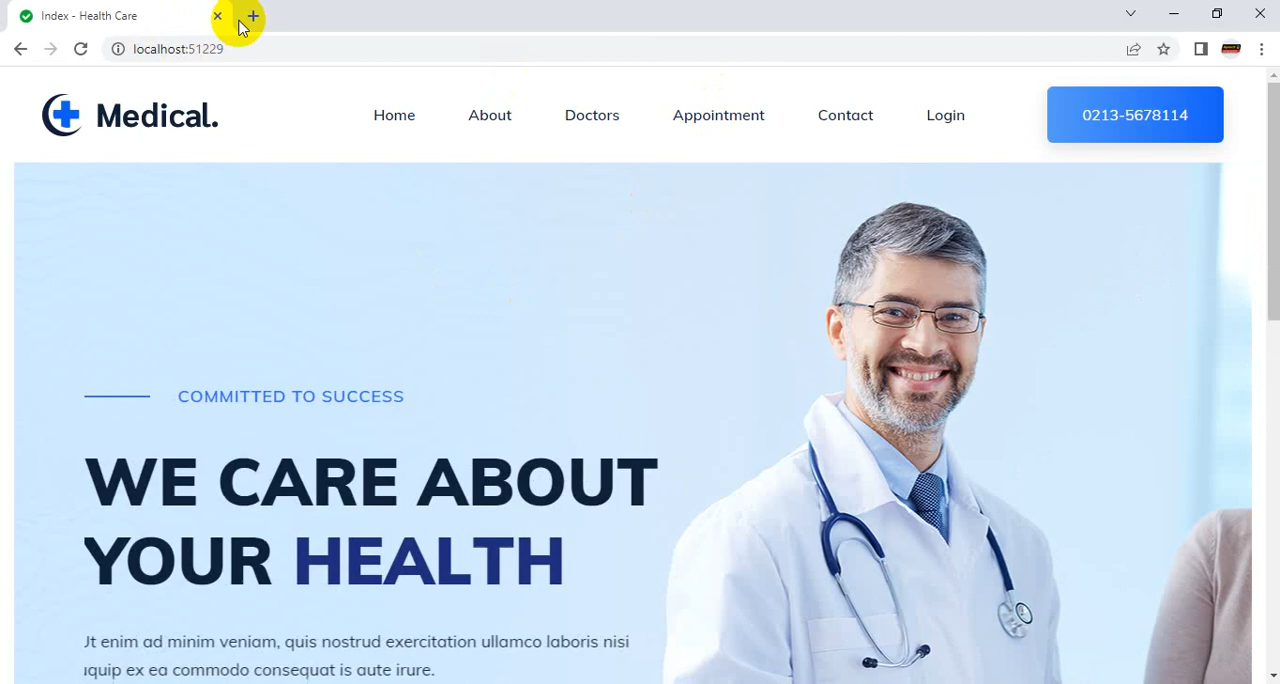 Index - Health Care
localhost:51229
Medical.
Home About Doctors Appointment Contact Login 0213-5678114
COMMITTED TO SUCCESS
WE CARE ABOUT
YOUR HEALTH
Jt enim ad minim veniam, quis nostrud exercitation ullamco laboris nisi
ıquip ex ea commodo consequat is aute irure.